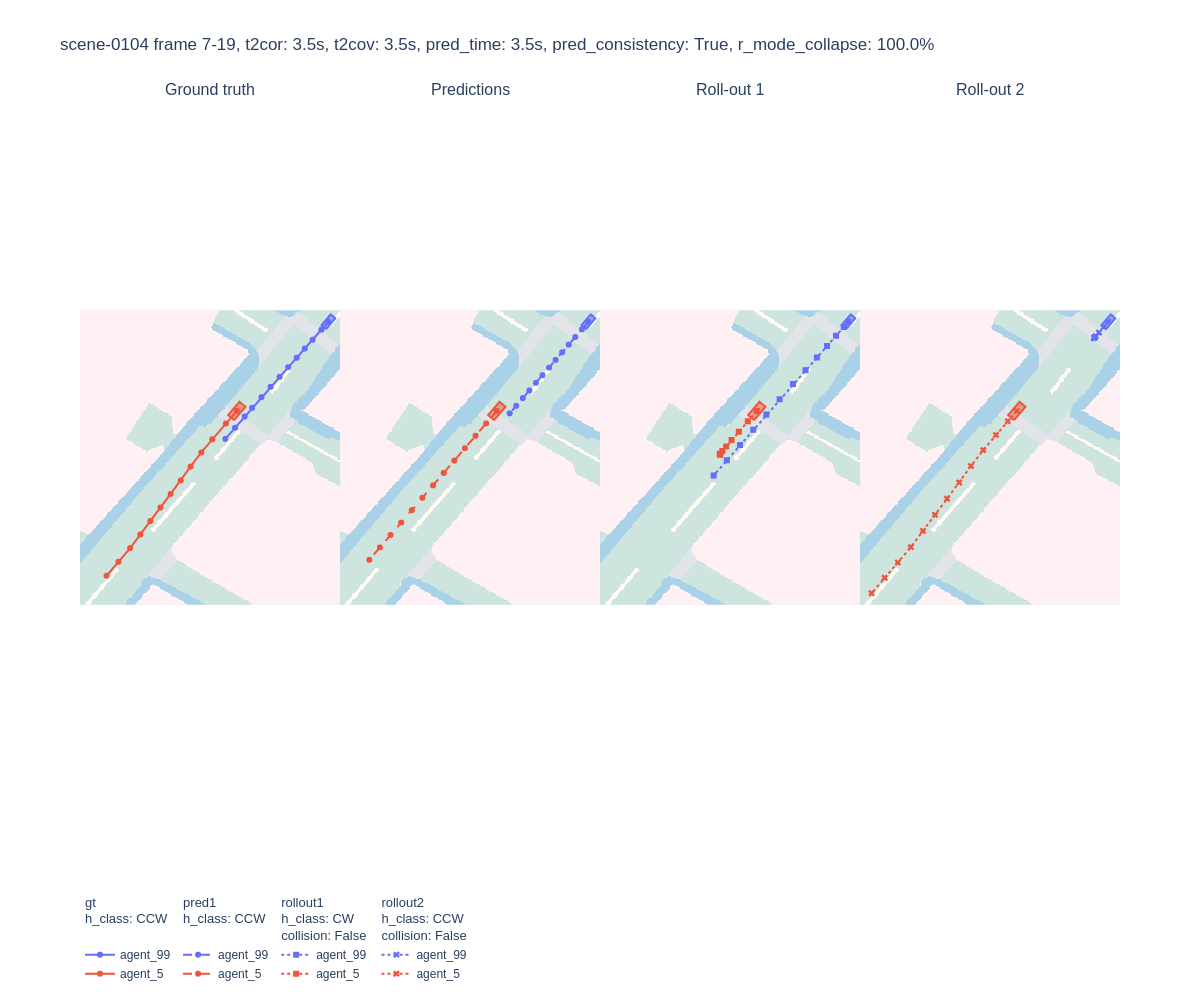 scene-0104 frame 7-19, t2cor: 3.5s, t2cov: 3.5s, pred_time: 3.5s, pred_consistency: True, r_mode_collapse: 100.0%
Ground truth
Predictions
Roll-out 1
Roll-out 2
gt
h_class: CCW
agent_99
agent_5
pred1
h_class: CCW
agent_99
agent_5
rollout1
h_class: CW
collision: False
agent_99
agent_5
rollout2
h_class: CCW
collision: False
agent_99
agent_5